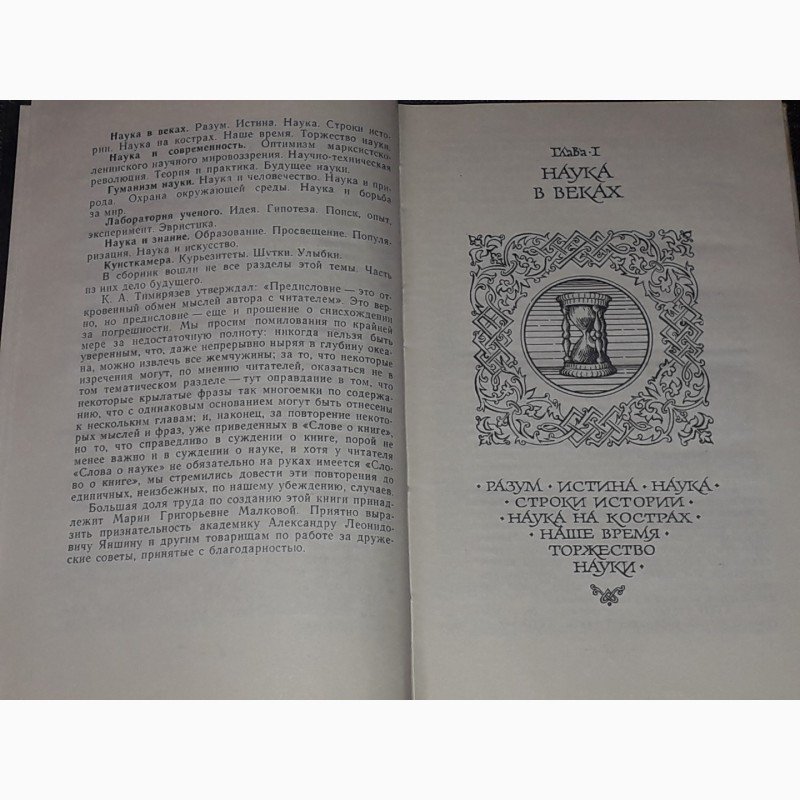 Наука в веках. Разум. Истина. Наука. Строки исто-
рии. Наука на кострах. Наше время. Торжество науки.
Наука и современность. Оптимизм марксистско-
ленинского научного мировоззрения. Научно-техническая
революция. Теория и практика. Будущее науки.
Гуманизм науки. Наука и человечество. Наука и при-
рода. Охрана окружающей среды. Наука и борьба
за мир.
Лаборатория ученого. Идея. Гипотеза. Поиск, опыт,
эксперимент. Эвристика.
Наука и знание. Образование. Просвещение. Популя-
ризация. Наука и искусство.
Кунсткамера. Курьезитеты. Шутки. Улыбки.
В сборник вошли не все разделы этой темы. Часть
из них дело будущего.
К. А. Тимирязев утверждал: «Предисловие — это от-
кровенный обмен мыслей автора с читателем». Это вер-
но, но предисловие — еще и прошение о снисхождении
за погрешности. Мы просим помилования по крайней
мере за недостаточную полноту: никогда нельзя быть
уверенным, что, даже непрерывно ныряя в глубину океа-
на, можно извлечь все жемчужины; за то, что некоторые
изречения могут, по мнению читателей, оказаться не в
том тематическом разделе — тут оправдание в том, что
некоторые крылатые фразы так многоемки по содержа-
нию, что с одинаковым основанием могут быть отнесены
к нескольким главам; и, наконец, за повторение некото-
рых мыслей и фраз, уже приведенных в «Слове о книге»,
но то, что справедливо в суждении о книге, порой не
менее важно и в суждении о науке, и хотя у читателя
«Слова о науке» не обязательно на руках имеется «Сло-
во о книге», мы стремились довести эти повторения до
единичных, неизбежных, по нашему убеждению, случаев.
Большая доля труда по созданию этой книги принад-
лежит Марии Григорьевне Малковой. Приятно выра-
зить признательность академику Александру Леонидо-
вичу Яншину и другим товарищам по работе за друже-
ские советы, принятые с благодарностью.
Глава · I
НАУКА
В ВЕКАХ
· РАЗУМ · ИСТИНА · НАУКА ·
СТРОКИ ИСТОРИИ ·
· НАУКА НА КОСТРАХ ·
· НАШЕ ВРЕМЯ ·
ТОРЖЕСТВО
НАУКИ ·